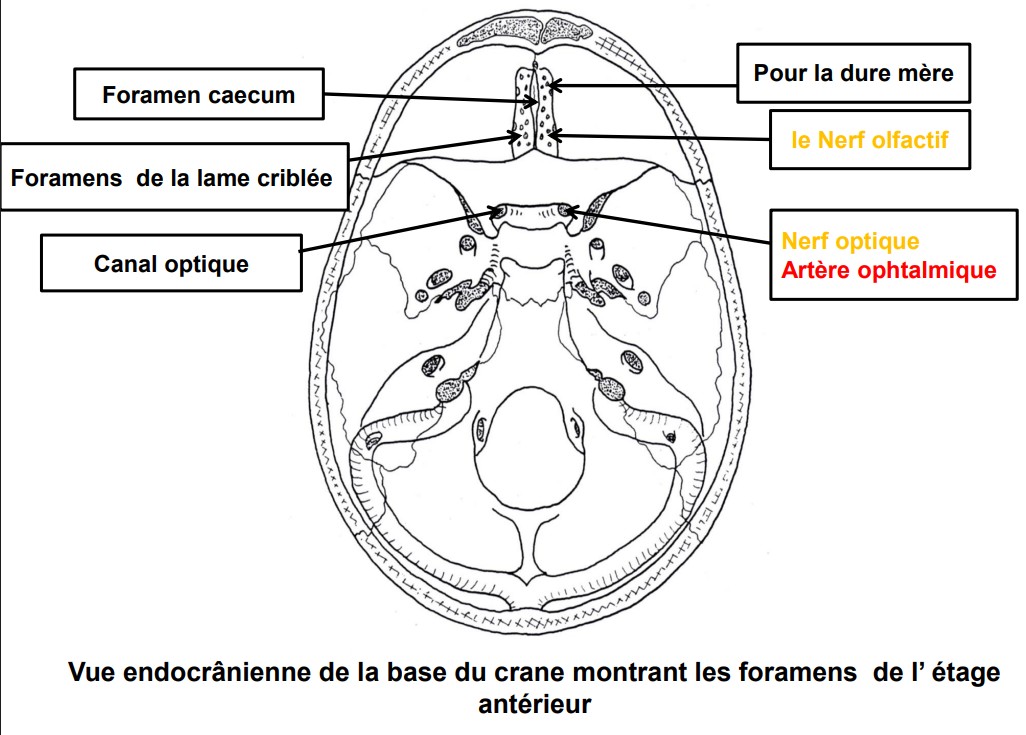 Foramen caecum
Pour la dure mère
le Nerf olfactif
Foramens de la lame criblée
Canal optique
Nerf optique
Artère ophtalmique
Vue endocrânienne de la base du crane montrant les foramens de l’ étage
antérieur